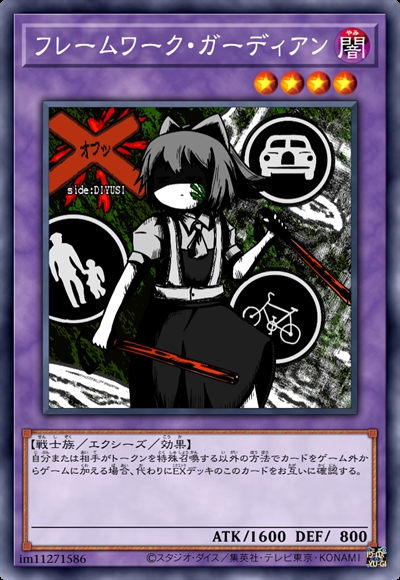 フレームワーク・ガーディアン
闇
オフッ
side:DIYUSI
【戦士族／エクシーズ／効果】
自分または相手がトークンを特殊召喚する以外の方法でカードをゲーム外か
らゲームに加える場合、代わりにEXデッキのこのカードをお互いに確認する。
ATK/1600 DEF/ 800
im11271586
©スタジオ・ダイス／集英社・テレビ東京・KONAMI